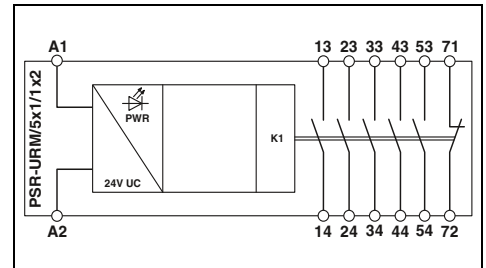 A1 13 23 33 43 53 71
PSR-URM/5x1/1x2
PWR
K1
24V UC
A2 14 24 34 44 54 72